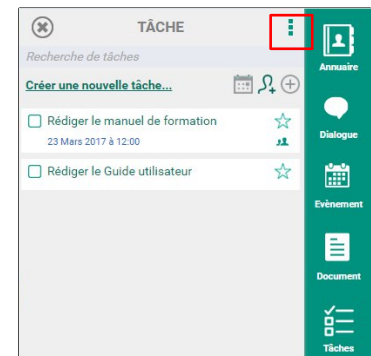 TÂCHE
Recherche de tâches
Créer une nouvelle tâche...
Rédiger le manuel de formation
23 Mars 2017 à 12:00
Rédiger le Guide utilisateur
Annuaire
Dialogue
Evènement
Document
Tâches